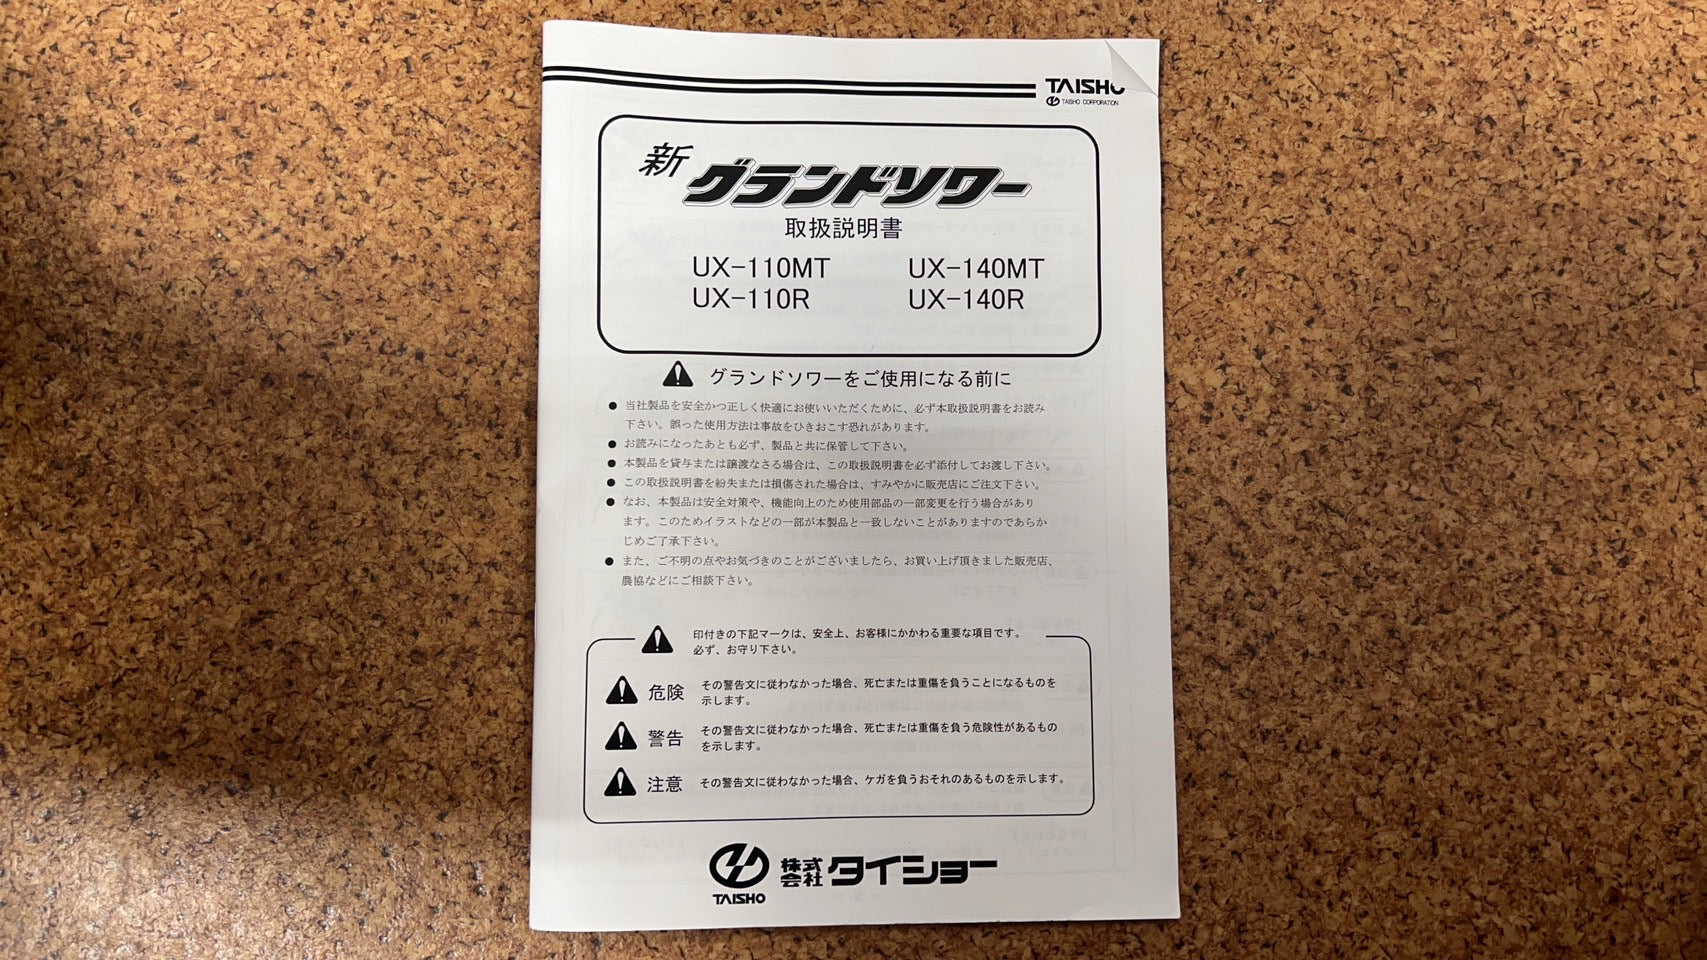 TAISHO
TAISHO CORPORATION
新 グランドソワー
取扱説明書
UX-110MT UX-140MT
UX-110R UX-140R
グランドソワーをご使用になる前に
● 当社製品を安全かつ正しく快適にお使いいただくために、必ず本取扱説明書をお読み
下さい。誤った使用方法は事故をひきおこす恐れがあります。
● お読みになったあとも必ず、製品と共に保管して下さい。
● 本製品を貸与または譲渡なさる場合は、この取扱説明書を必ず添付してお渡し下さい。
● この取扱説明書を紛失または損傷された場合は、すみやかに販売店にご注文下さい。
● なお、本製品は安全対策や、機能向上のため使用部品の一部変更を行う場合があり
ます。このためイラストなどの一部が本製品と一致しないことがありますのであらか
じめご了承下さい。
● また、ご不明の点やお気づきのことがございましたら、お買い上げ頂きました販売店、
農協などにご相談下さい。
印付きの下記マークは、安全上、お客様にかかわる重要な項目です。
必ず、お守り下さい。
危険 その警告文に従わなかった場合、死亡または重傷を負うことになるものを
示します。
警告 その警告文に従わなかった場合、死亡または重傷を負う危険性があるもの
を示します。
注意 その警告文に従わなかった場合、ケガを負うおそれのあるものを示します。
株式会社 タイショー
TAISHO